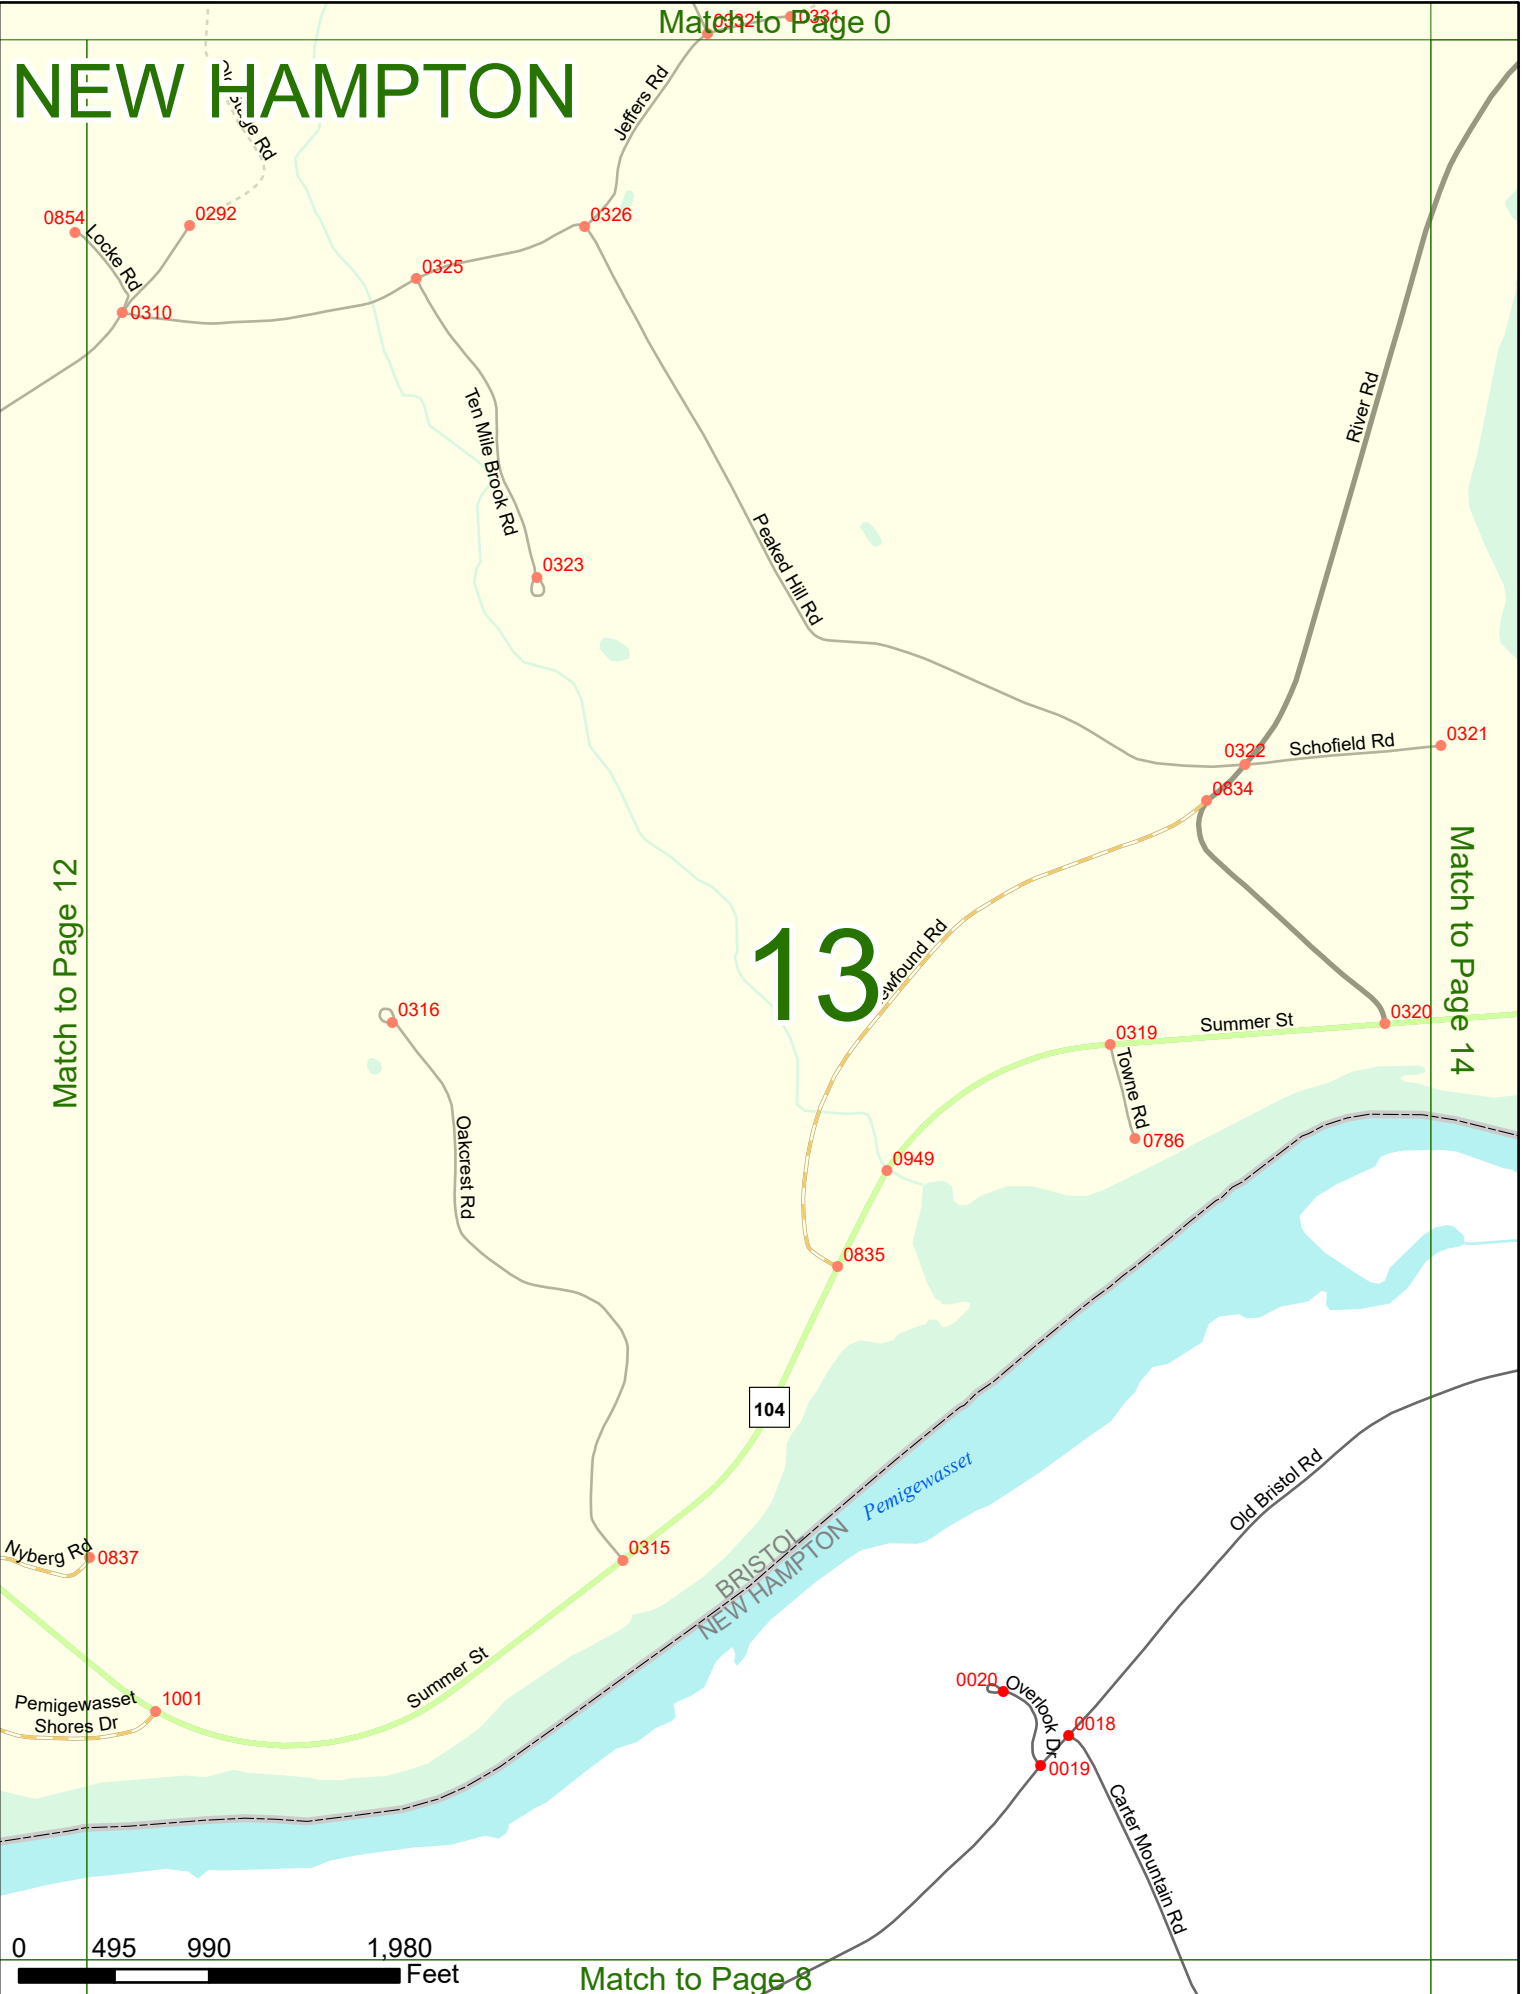 Match to Page 0
0332
0331
NEW HAMPTON
Jeffers Rd
0854
0292
Locke Rd
0326
0325
0310
River Rd
Ten Mile Brook Rd
Peaked Hill Rd
0323
0322
Schofield Rd
0321
0834
Match to Page 12
13
Match to Page 14
0316
0319
Summer St
0320
Towne Rd
0786
Oakcrest Rd
0949
0835
104
Pemigewasset
Old Bristol Rd
BRISTOL
NEW HAMPTON
Nyberg Rd
0837
0315
Summer St
Pemigewasset
Shores Dr
1001
0020
Overlook Dr
0018
0019
Carter Mountain Rd
0 495 990 1,980
Feet
Match to Page 8